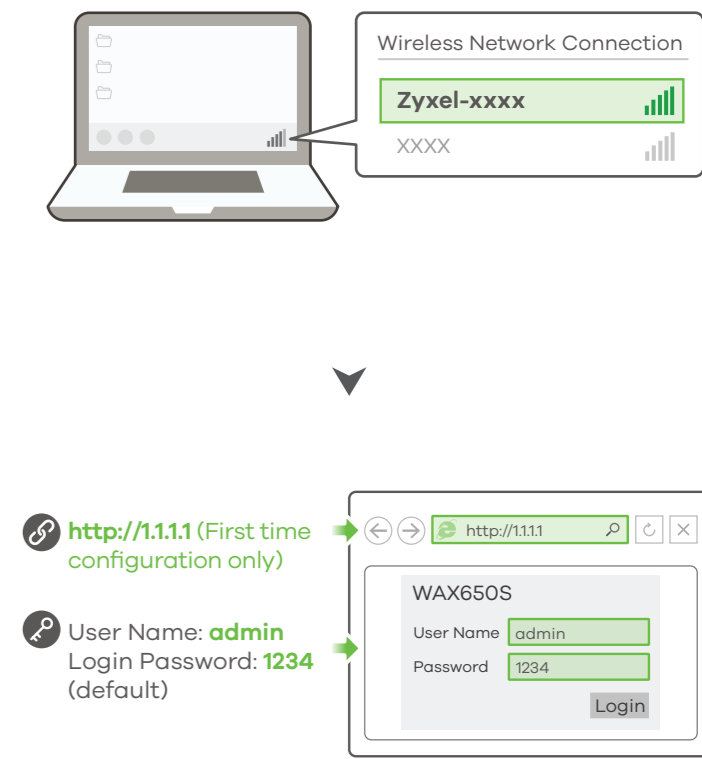 Wireless Network Connection
Zyxel-xxxx
XXXX
http://1.1.1.1 (First time
configuration only)
http://1.1.1.1
User Name: admin
Login Password: 1234
(default)
WAX650S
User Name admin
Password 1234
Login